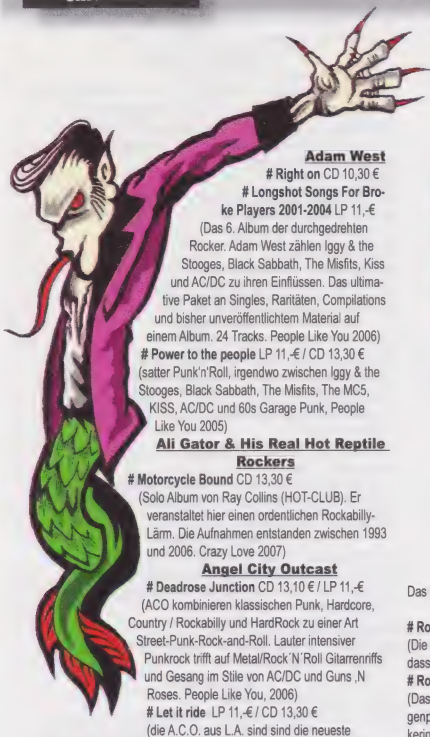 Adam West
# Right on CD 10,30 €
# Longshot Songs For Bro-
ke Players 2001-2004 LP 11,-€
(Das 6. Album der durchgedrehten
Rocker. Adam West zählen Iggy & the
Stooges, Black Sabbath, The Misfits, Kiss
und AC/DC zu ihren Einflüssen. Das ultima-
tive Paket an Singles, Raritäten, Compilations
und bisher unveröffentlichtem Material auf
einem Album. 24 Tracks. People Like You 2006)
# Power to the people LP 11,-€ / CD 13,30 €
(satter Punk'n'Roll, irgendwo zwischen Iggy & the
Stooges, Black Sabbath, The Misfits, The MC5,
KISS, AC/DC und 60s Garage Punk, People
Like You 2005)
Ali Gator & His Real Hot Reptile
Rockers
# Motorcycle Bound CD 13,30 €
(Solo Album von Ray Collins (HOT-CLUB). Er
veranstaltet hier einen ordentlichen Rockabilly-
Lärm. Die Aufnahmen entstanden zwischen 1993
und 2006. Crazy Love 2007)
Angel City Outcast
# Deadrose Junction CD 13,10 € / LP 11,-€
(ACO kombinieren klassischen Punk, Hardcore,
Country / Rockabilly und HardRock zu einer Art
Street-Punk-Rock-and-Roll. Lauter intensiver
Punkrock trifft auf Metal/Rock´N´Roll Gitarrenriffs
und Gesang im Stile von AC/DC und Guns ,N
Roses. People Like You, 2006)
# Let it ride LP 11,-€ / CD 13,30 €
(die A.C.O. aus L.A. sind sind die neueste
Das
# Ro
(Die
dass
# Ro
(Das
genp
kerin